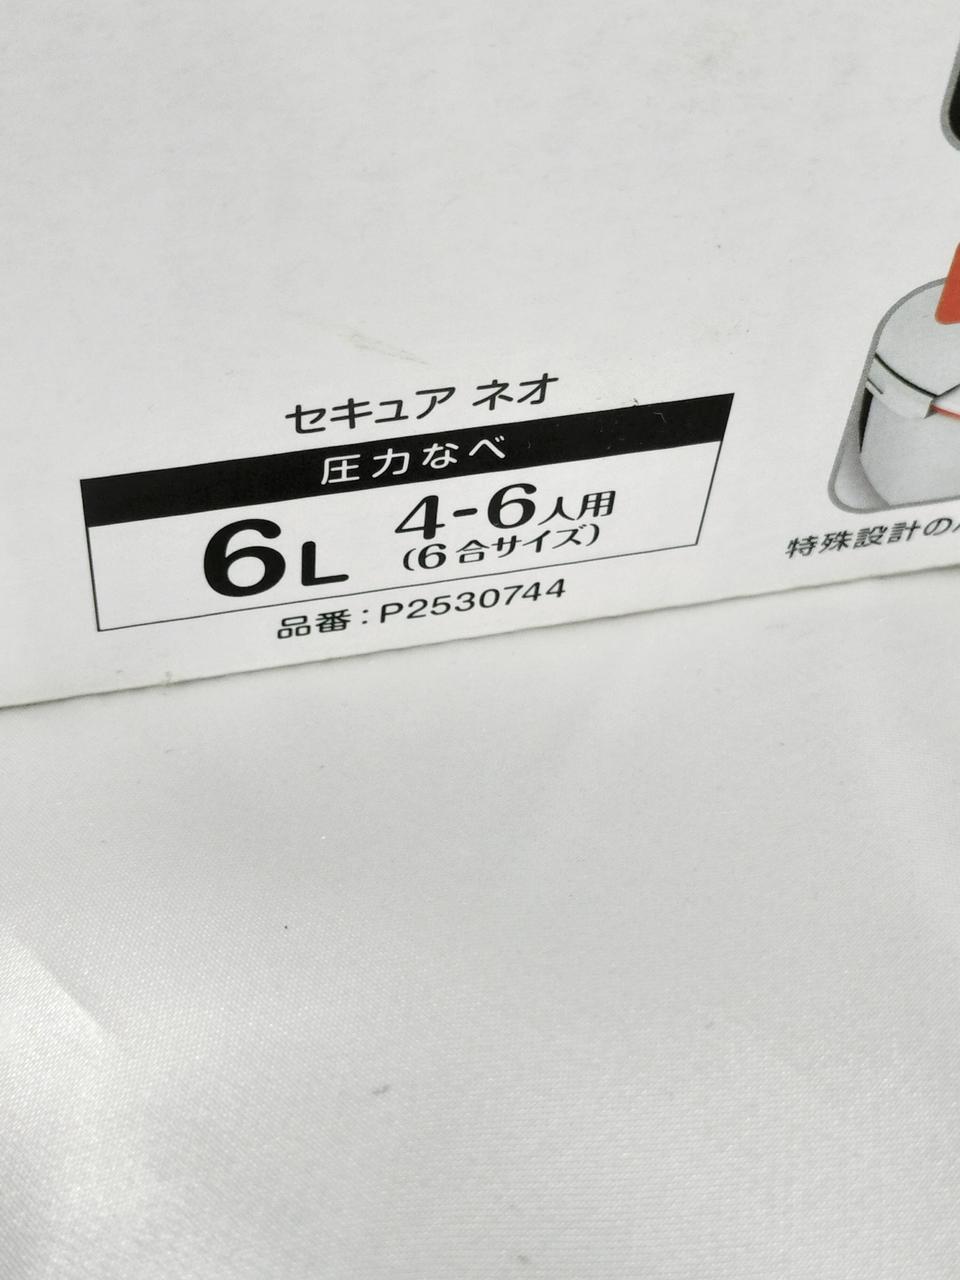 セキュア ネオ
圧力なべ
6L 4-6人用
(6合サイズ)
品番：P2530744
特殊設計の